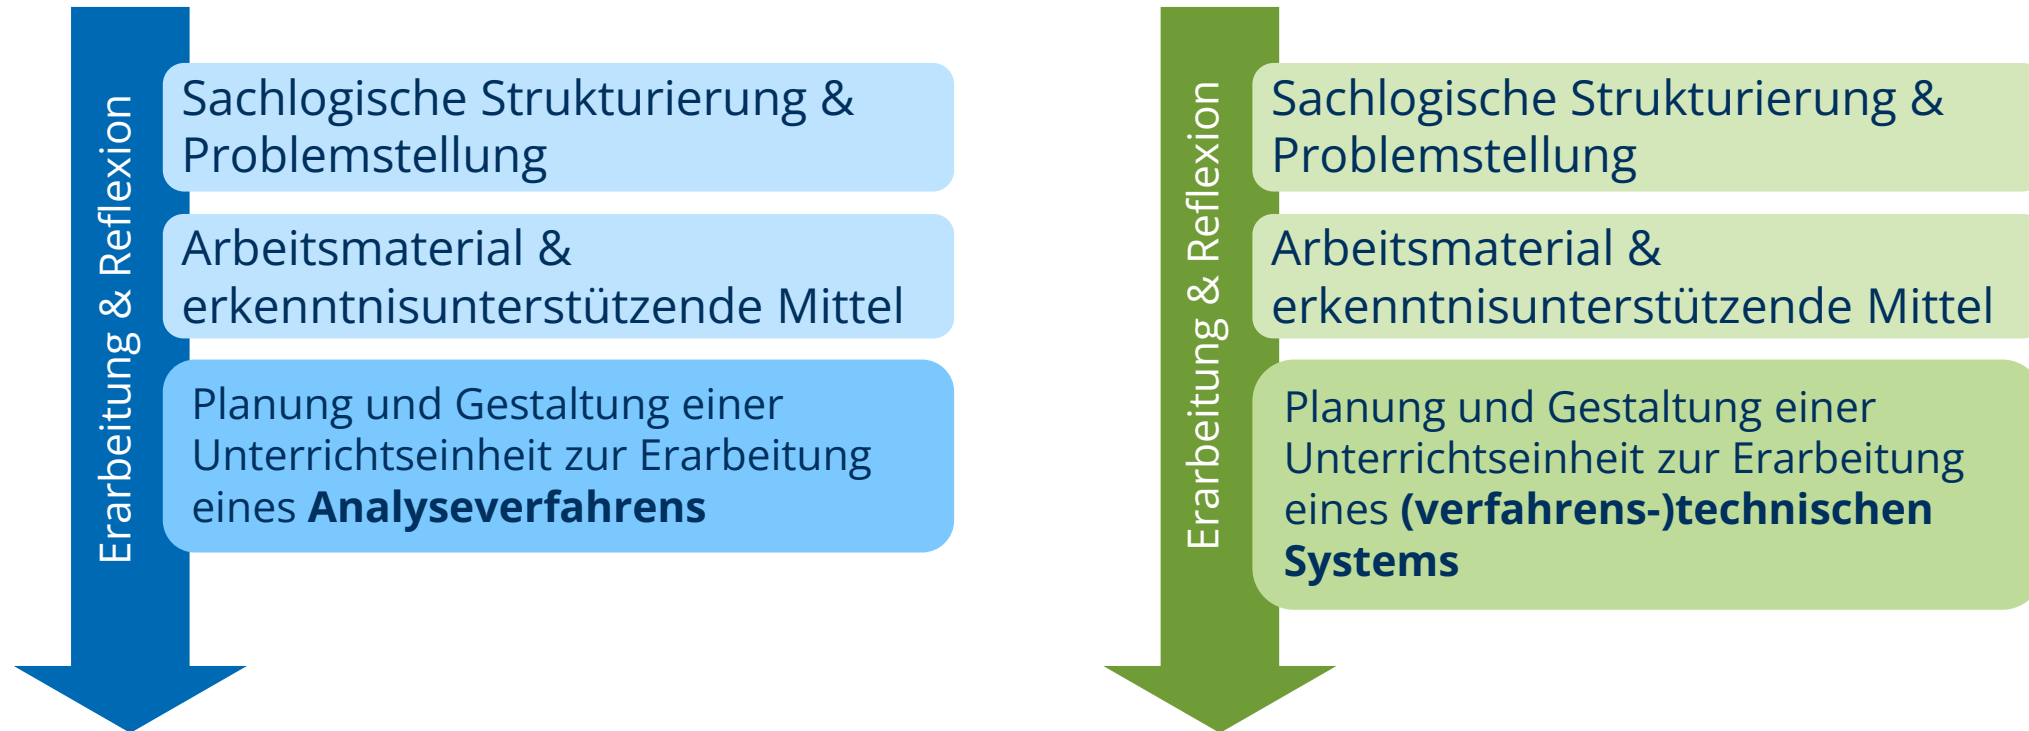 Erarbeitung & Reflexion
Sachlogische Strukturierung &
Problemstellung
Arbeitsmaterial &
erkenntnisunterstützende Mittel
Planung und Gestaltung einer
Unterrichtseinheit zur Erarbeitung
eines Analyseverfahrens
Erarbeitung & Reflexion
Sachlogische Strukturierung &
Problemstellung
Arbeitsmaterial &
erkenntnisunterstützende Mittel
Planung und Gestaltung einer
Unterrichtseinheit zur Erarbeitung
eines (verfahrens-)technischen
Systems